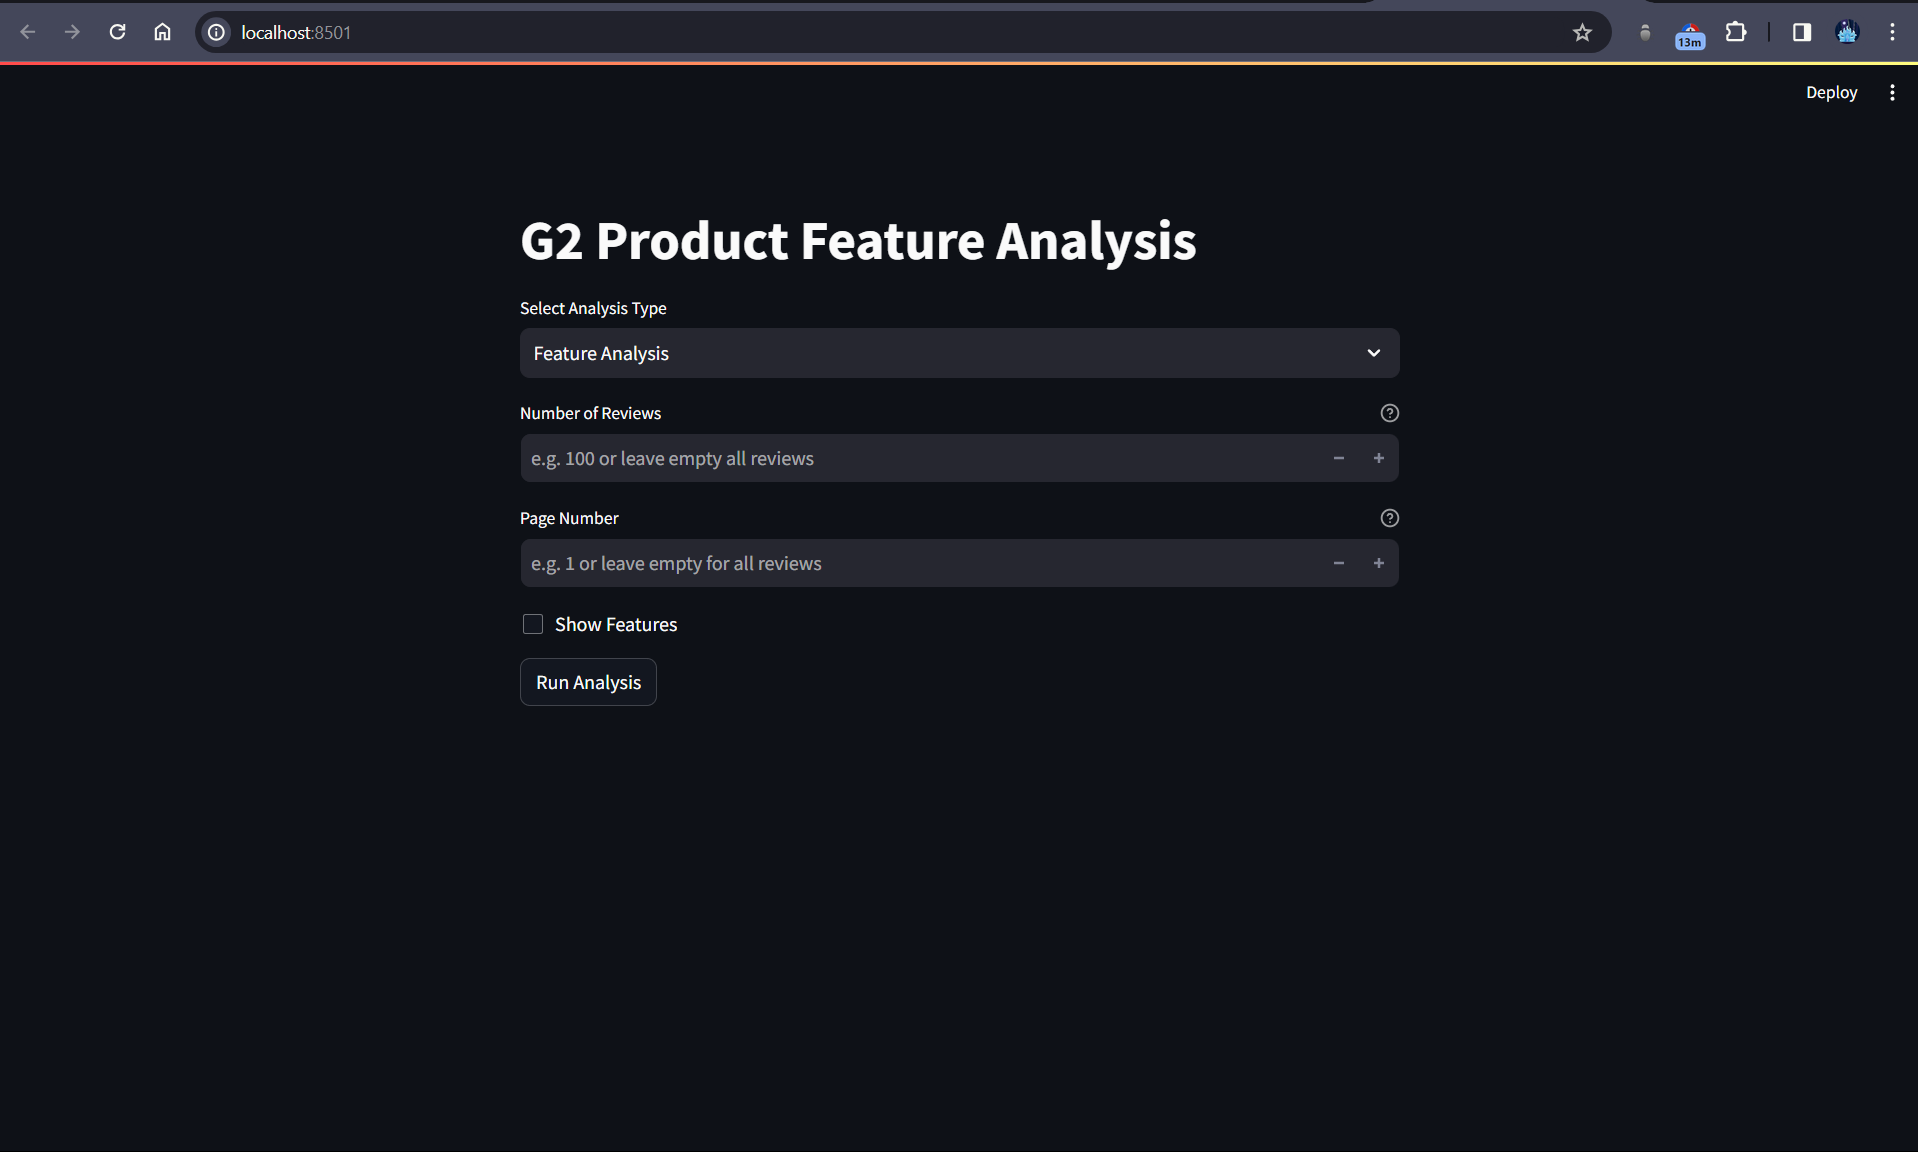 localhost:8501
13m
Deploy
G2 Product Feature Analysis
Select Analysis Type
Feature Analysis
Number of Reviews
e.g. 100 or leave empty all reviews
Page Number
e.g. 1 or leave empty for all reviews
Show Features
Run Analysis